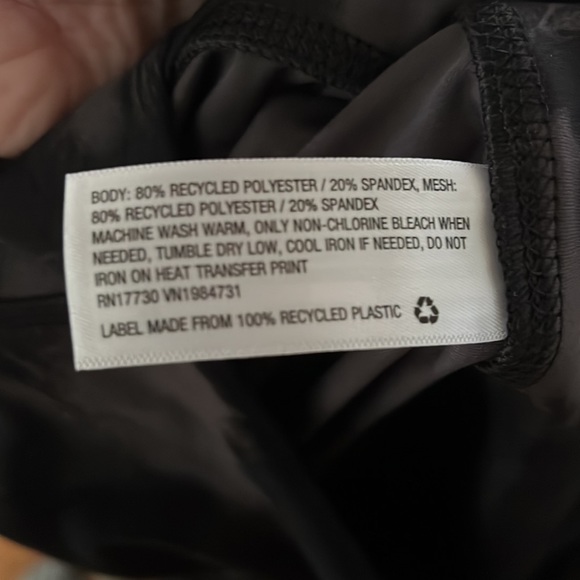 BODY: 80% RECYCLED POLYESTER / 20% SPANDEX, MESH:
80% RECYCLED POLYESTER / 20% SPANDEX
MACHINE WASH WARM, ONLY NON-CHLORINE BLEACH WHEN
NEEDED, TUMBLE DRY LOW, COOL IRON IF NEEDED, DO NOT
IRON ON HEAT TRANSFER PRINT
RN17730 VN1984731
LABEL MADE FROM 100% RECYCLED PLASTIC